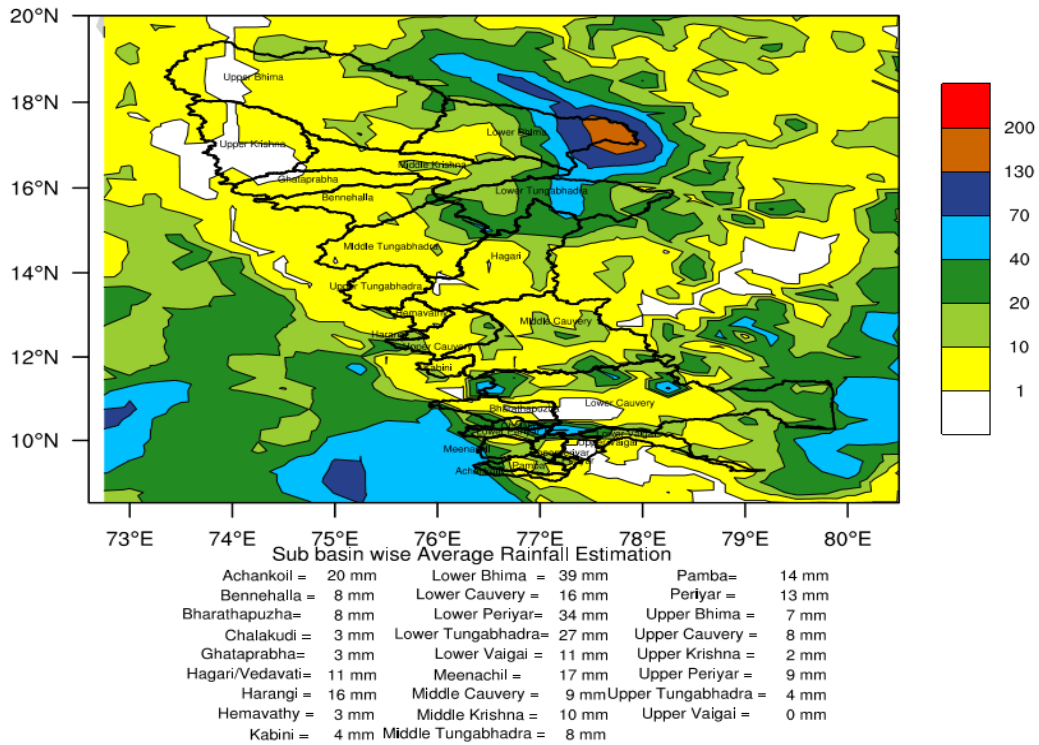 20°N
18°N
16°N
14°N
12°N
10°N
Upper Bhima
Lower Bhima
Upper Krishna
Middle Krishna
Ghataprabha
Lower Tungabhadra
Bennehalla
Middle Tungabhadra
Hagari
Upper Tungabhadra
Hemavathy
Middle Cauvery
Harangi
Upper Cauvery
Kabini
Lower Cauvery
Bharathapuzha
Lower Periyar
Lower Vaigai
Upper Vaigai
Meenachil
Pamba
Achankoil
200
130
70
40
20
10
1
73°E 74°E 75°E 76°E 77°E 78°E 79°E 80°E
Sub basin wise Average Rainfall Estimation
Achankoil = 20 mm Lower Bhima = 39 mm Pamba= 14 mm
Bennehalla = 8 mm Lower Cauvery = 16 mm Periyar = 13 mm
Bharathapuzha= 8 mm Lower Periyar = 34 mm Upper Bhima = 7 mm
Chalakudi = 3 mm Lower Tungabhadra= 27 mm Upper Cauvery = 8 mm
Ghataprabha= 3 mm Lower Vaigai = 11 mm Upper Krishna = 2 mm
Hagari/Vedavati= 11 mm Meenachil = 17 mm Upper Periyar = 9 mm
Harangi = 16 mm Middle Cauvery = 9 mm Upper Tungabhadra = 4 mm
Hemavathy = 3 mm Middle Krishna = 10 mm Upper Vaigai = 0 mm
Kabini = 4 mm Middle Tungabhadra = 8 mm